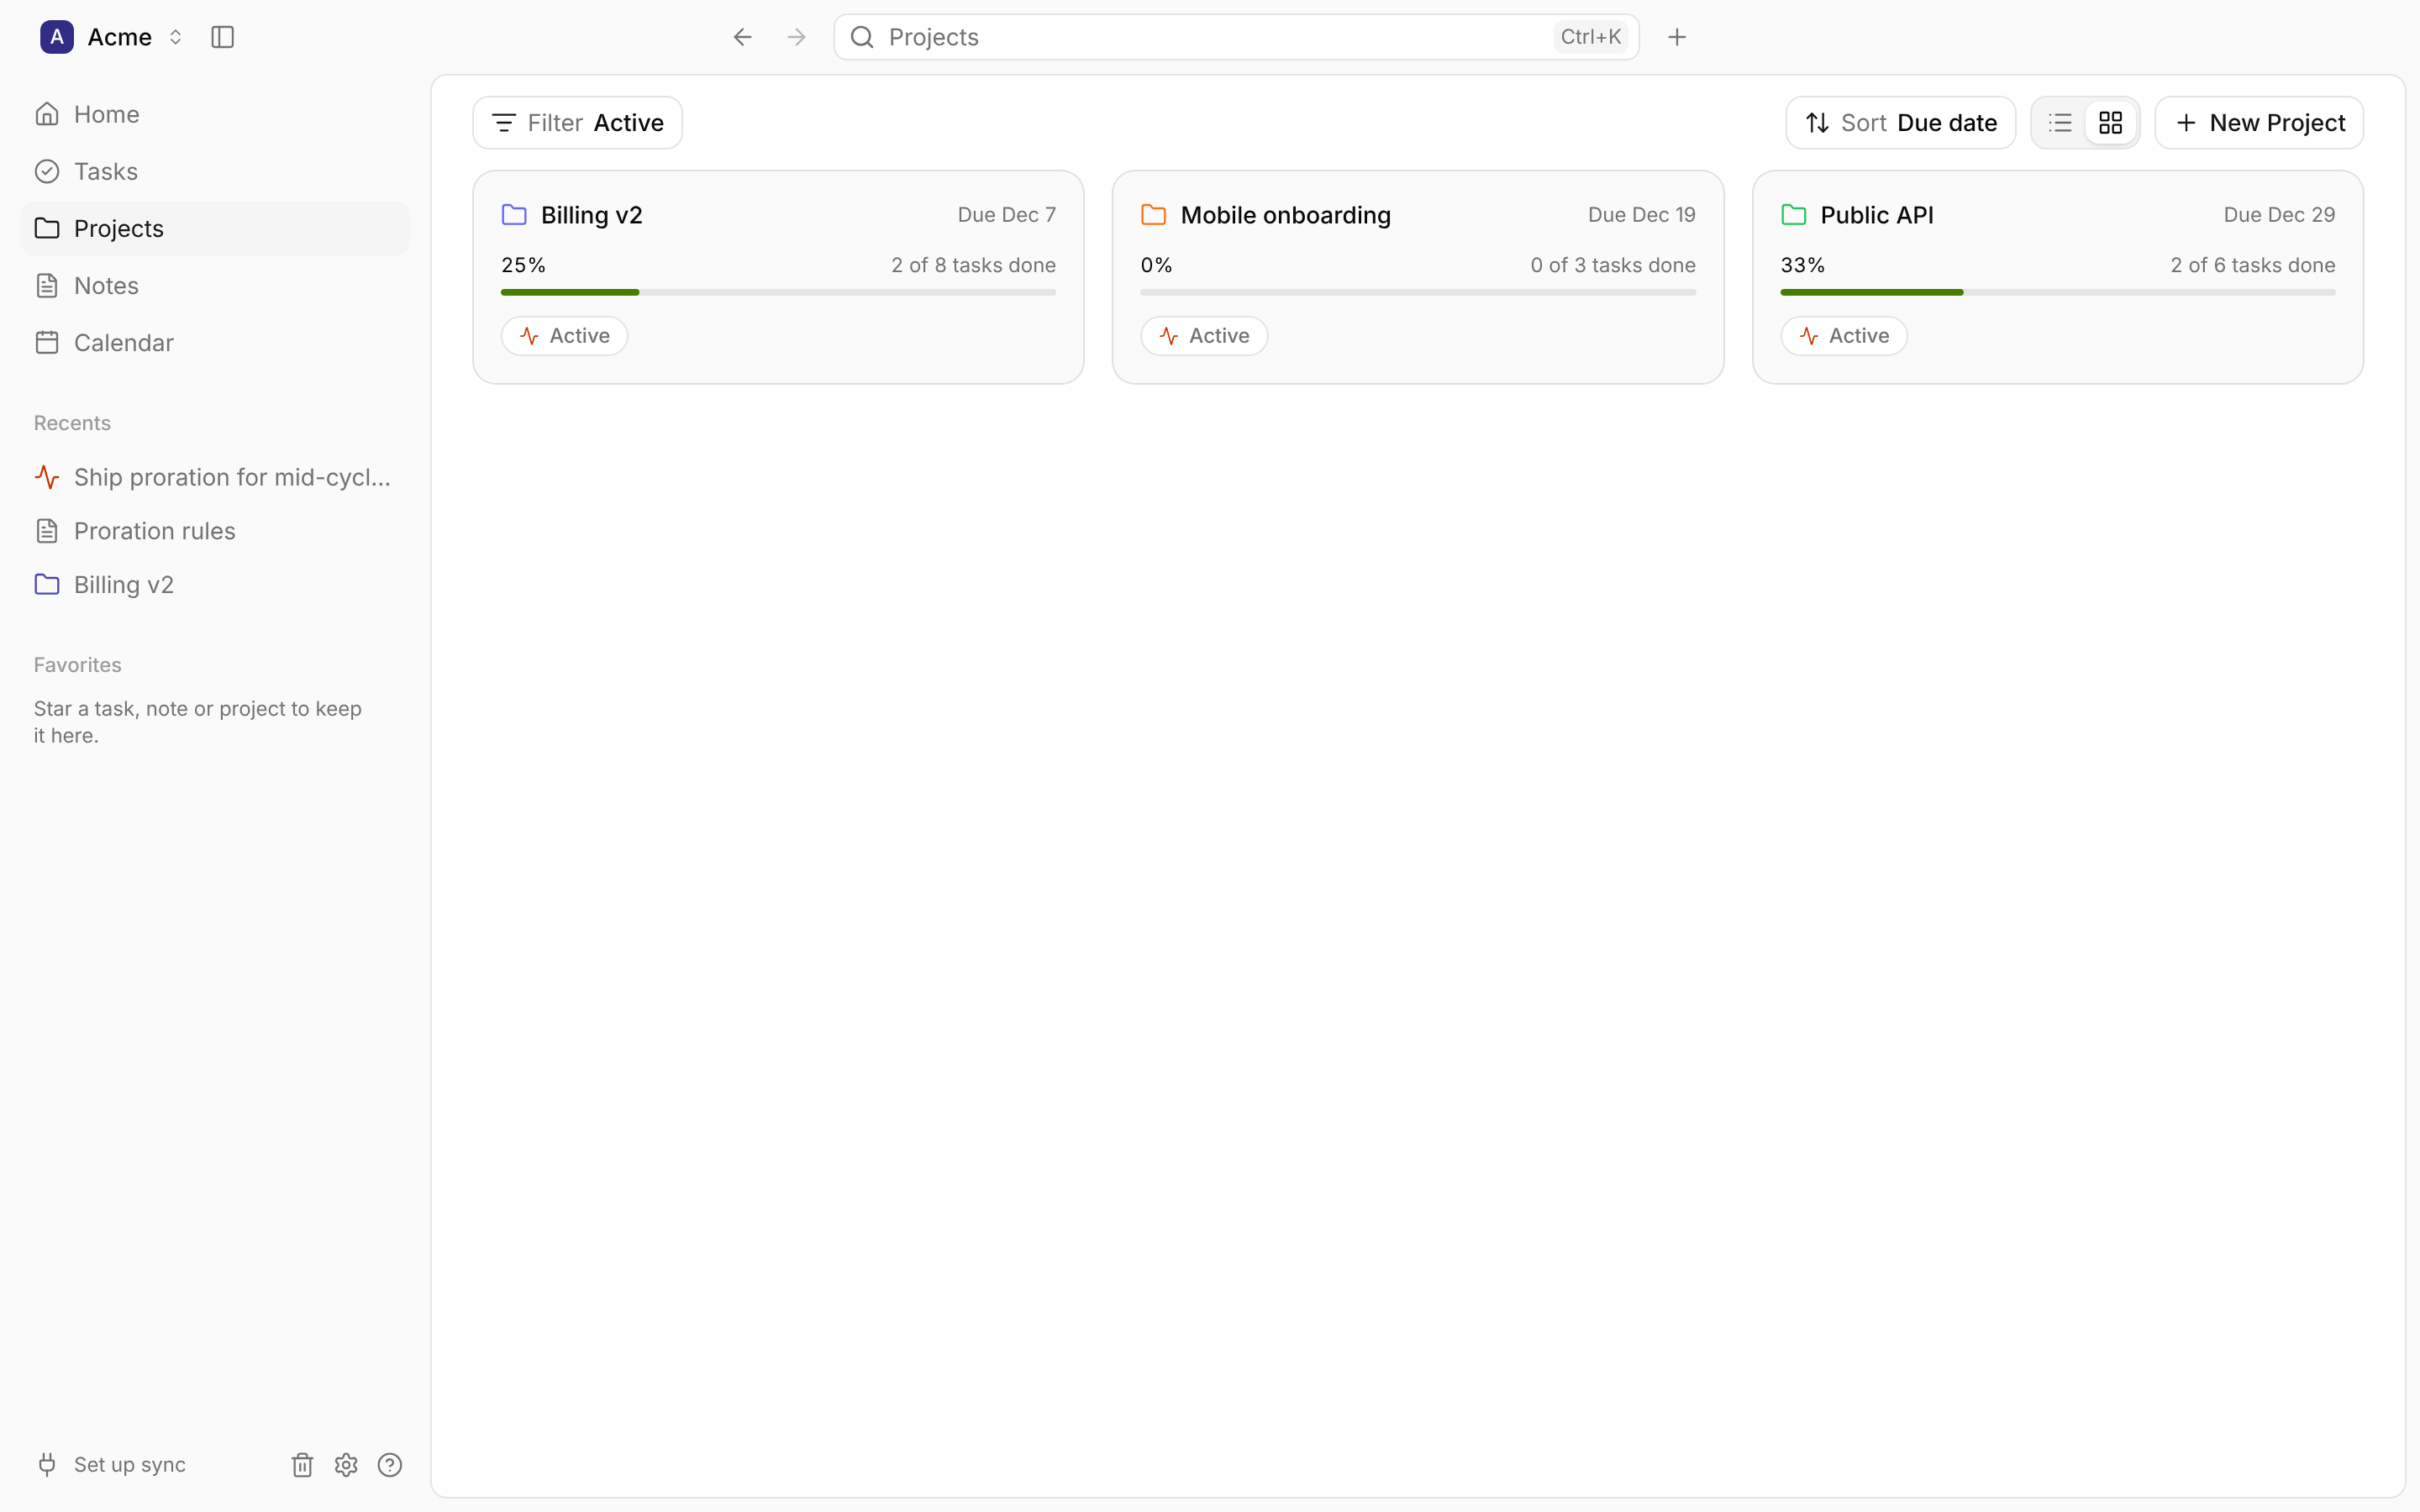 A Acme
Projects Ctrl+K
Home
Tasks
Projects
Notes
Calendar
Recents
Ship proration for mid-cycl...
Proration rules
Billing v2
Favorites
Star a task, note or project to keep
it here.
Set up sync
Filter Active
Sort Due date
New Project
Billing v2 Due Dec 7
25% 2 of 8 tasks done
Active
Mobile onboarding Due Dec 19
0% 0 of 3 tasks done
Active
Public API Due Dec 29
33% 2 of 6 tasks done
Active